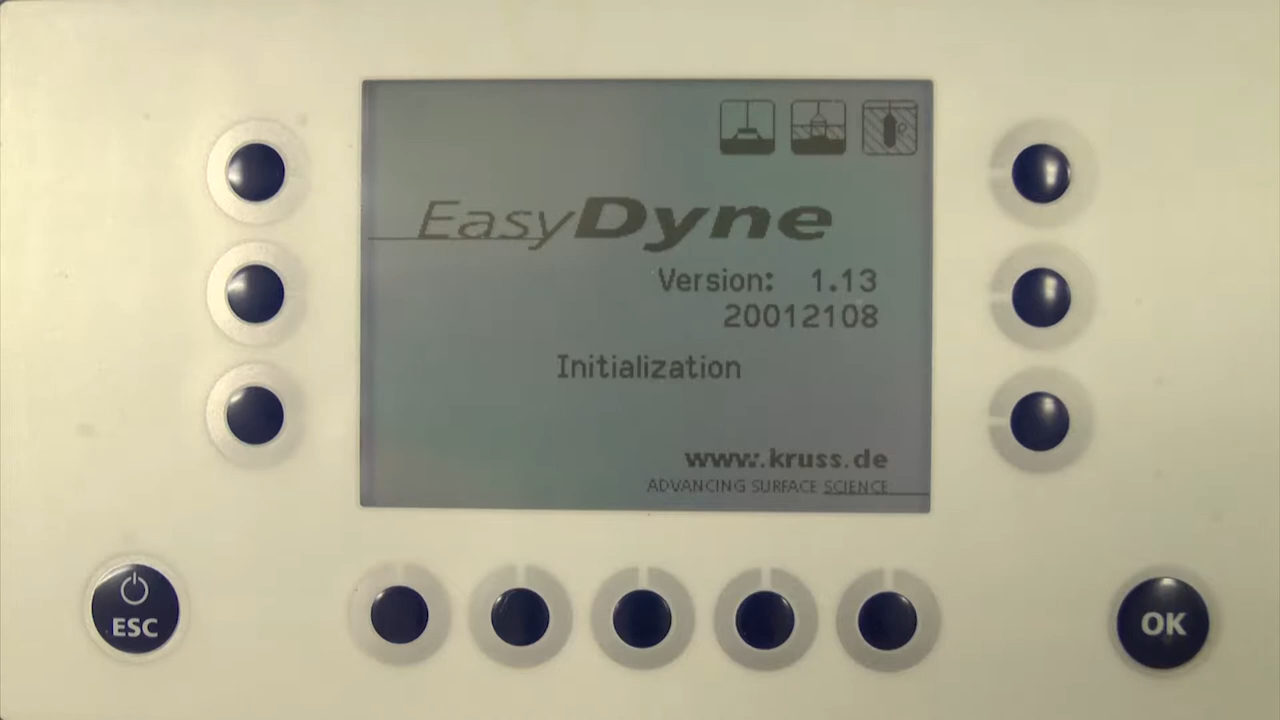 EasyDyne
Version: 1.13
20012108
Initialization
www.kruss.de
ADVANCING SURFACE SCIENCE
ESC
OK